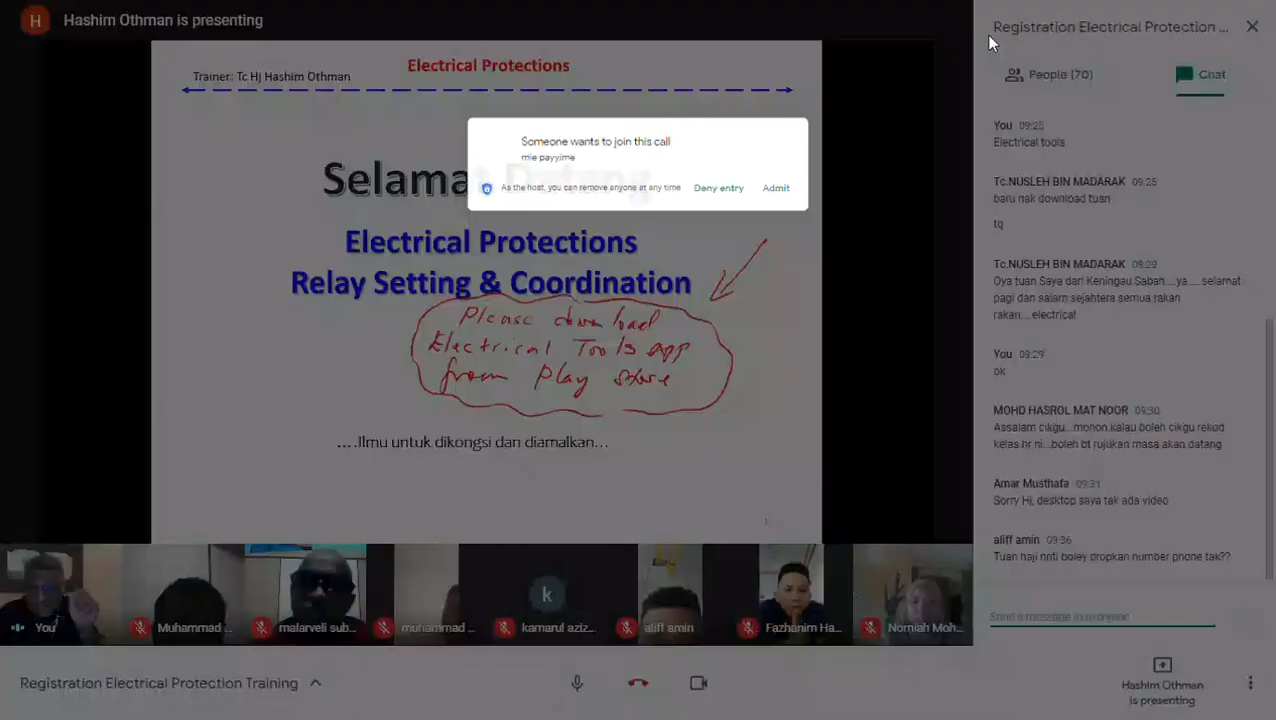 H
Hashim Othman is presenting
Trainer: Tc Hj Hashim Othman
Electrical Protections
Selamat Datang
Electrical Protections
Relay Setting & Coordination
Please download
Electrical Tools app
from Play store
....Ilmu untuk dikongsi dan diamalkan...
Someone wants to join this call
mie payyime
As the host, you can remove anyone at any time
Deny entry
Admit
You
Muhammad ...
malarveli sub...
muhammad ...
k
kamarul aziz...
aliff amin
Fazhanim Ha...
Norniah Moh...
Registration Electrical Protection Training
Registration Electrical Protection ...
People (70)
Chat
You 09:25
Electrical tools
Tc.NUSLEH BIN MADARAK 09:25
baru nak download tuan
tq
Tc.NUSLEH BIN MADARAK 09:29
Oya tuan Saya dari Keningau Sabah....ya.....selamat
pagi dan salam sejahtera semua rakan
rakan....electrical
You 09:29
ok
MOHD HASROL MAT NOOR 09:30
Assalam cikgu...monon.kalau boleh cikgu rekod
kelas hr ni...boleh bt rujukan masa akan datang
Amar Musthafa 09:31
Sorry Hj, desktop saya tak ada video
aliff amin 09:36
Tuan haji nnti boley dropkan number phone tak??
Send a message to everyone
Hashim Othman
is presenting